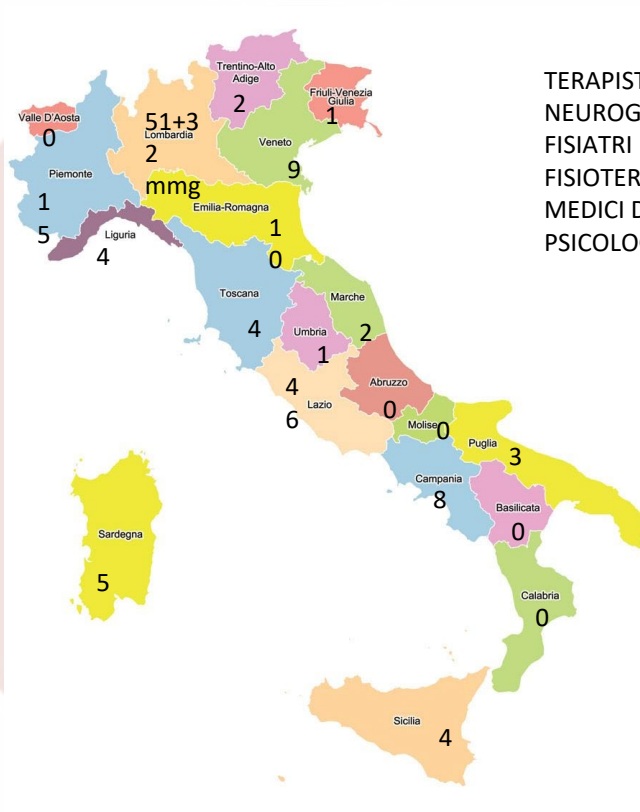 Trentino-Alto
Adige
2
Friuli-Venezia
Giulia
1
Valle D'Aosta
0
51+3
Lombardia
2
mmg
Veneto
9
Piemonte
1
5
Emilia-Romagna
1
0
Liguria
4
Toscana
4
Marche
2
Umbria
1
4
Lazio
6
Abruzzo
0
Molise
0
Puglia
3
Campania
8
Basilicata
0
Sardegna
5
Calabria
0
Sicilia
4
TERAPIST
NEUROG
FISIATRI
FISIOTER
MEDICI D
PSICOLO